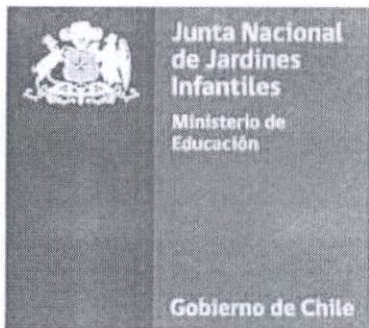 Junta Nacional
de Jardines
Infantiles
Ministerio de
Educación
Gobierno de Chile